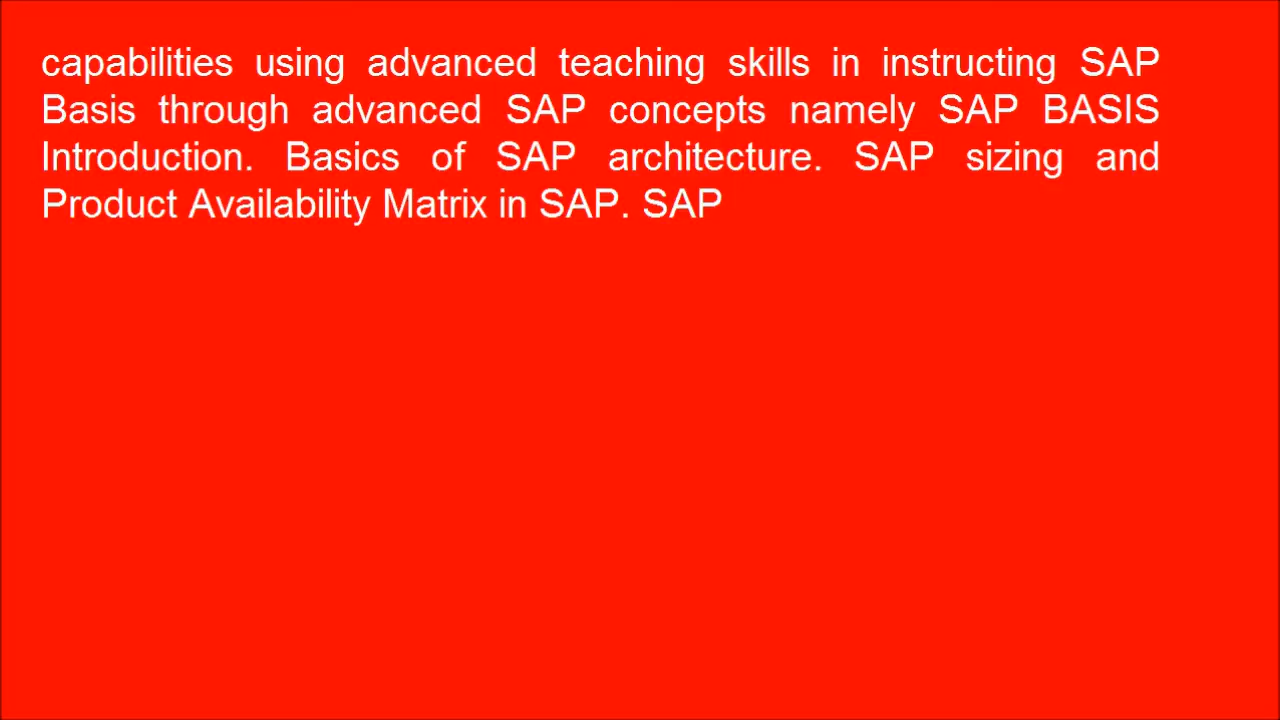 capabilities using advanced teaching skills in instructing SAP
Basis through advanced SAP concepts namely SAP BASIS
Introduction. Basics of SAP architecture. SAP sizing and
Product Availability Matrix in SAP. SAP